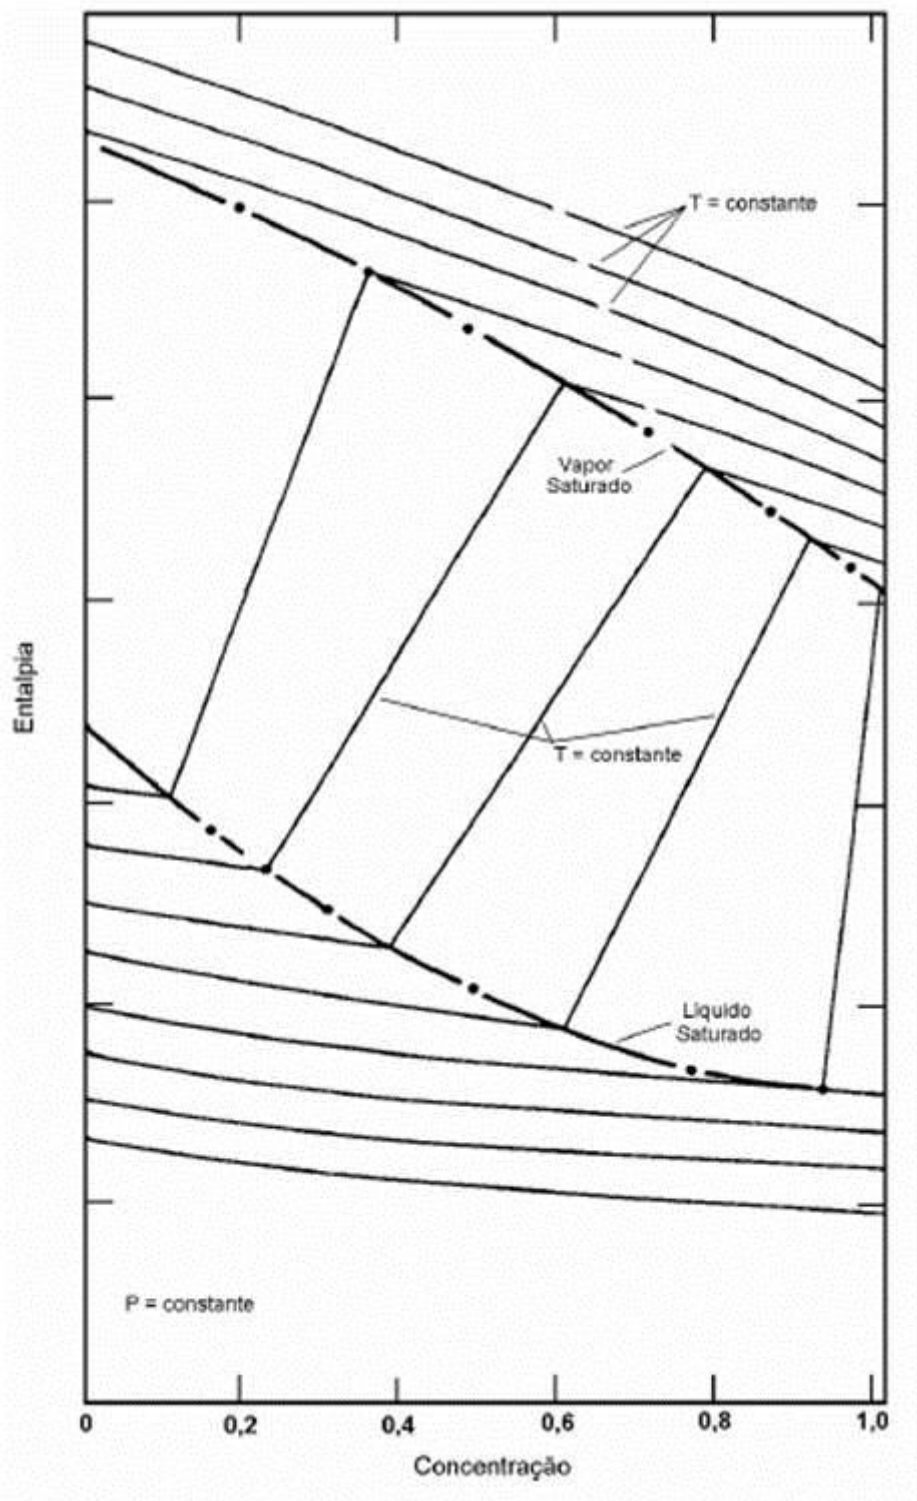 T = constante
Vapor
Saturado
Entalpia
T = constante
Líquido
Saturado
P = constante
0
0,2
0,4
0,6
0,8
1,0
Concentração